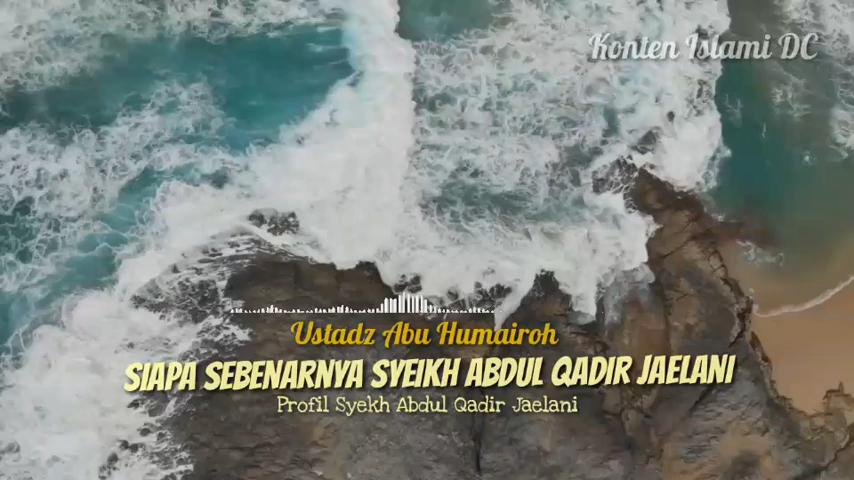 Konten Islami DC
Ustadz Abu Humairoh
SIAPA SEBENARNYA SYEIKH ABDUL QADIR JAELANI
Profil Syekh Abdul Qadir Jaelani